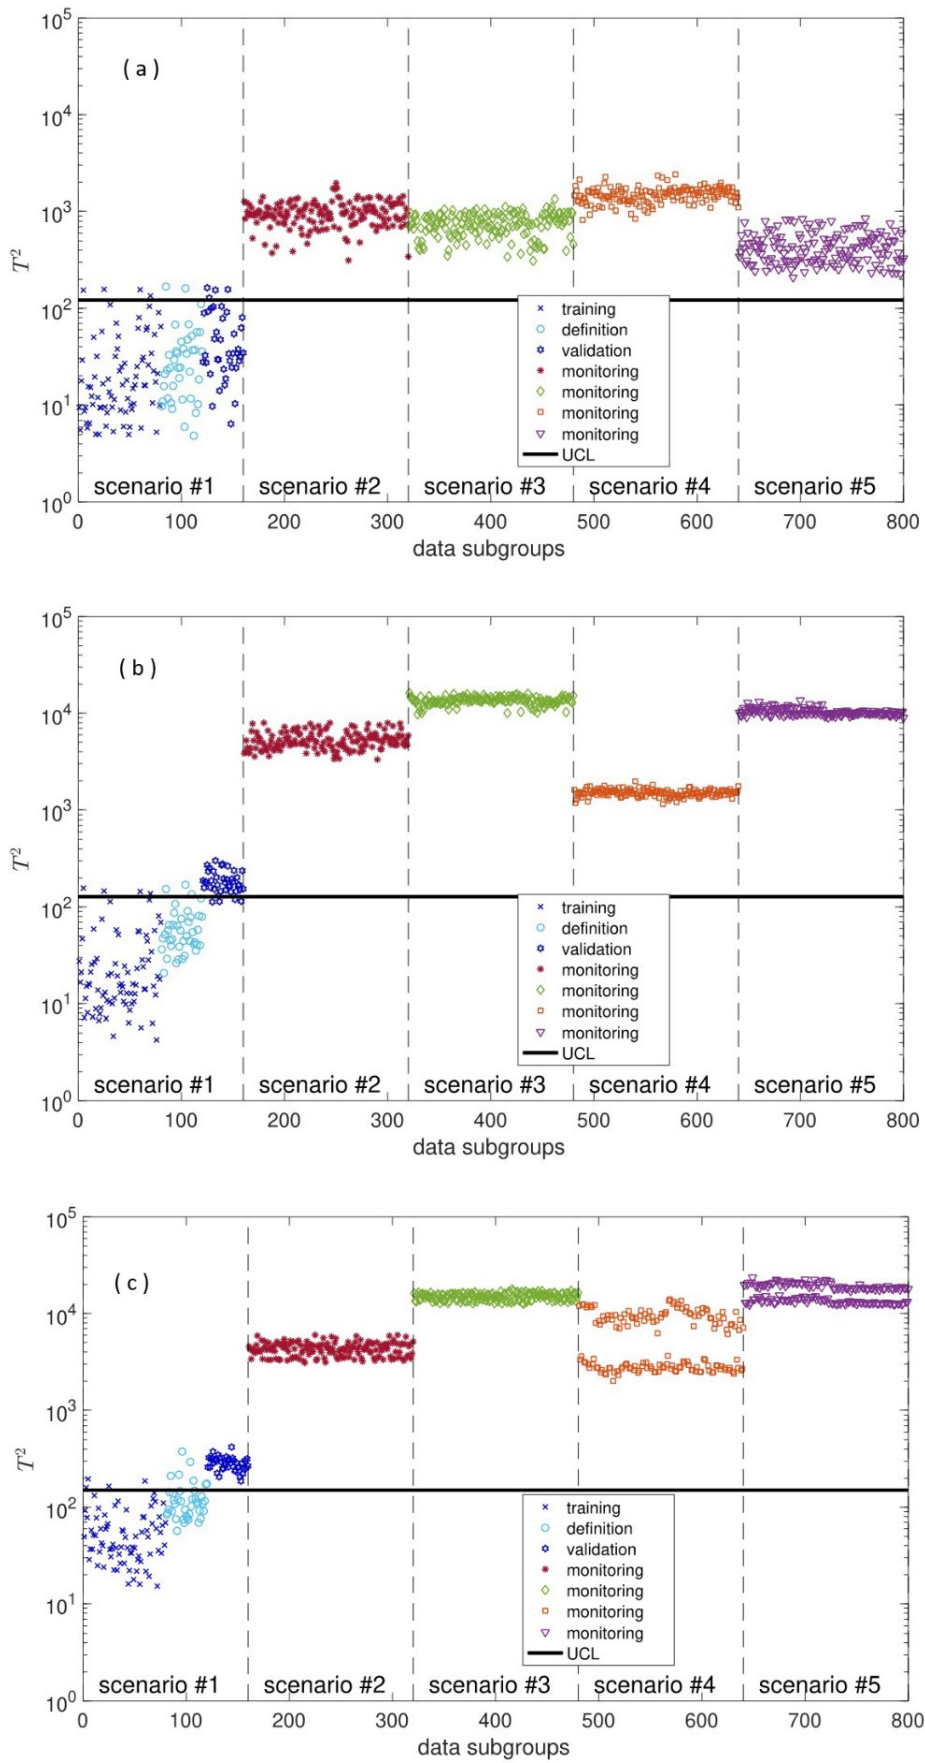 ( a )
10^5
10^4
10^3
10^2
10^1
10^0
T^2
training
definition
validation
monitoring
monitoring
monitoring
monitoring
UCL
scenario #1 scenario #2 scenario #3 scenario #4 scenario #5
0 100 200 300 400 500 600 700 800
data subgroups
( b )
10^5
10^4
10^3
10^2
10^1
10^0
T^2
training
definition
validation
monitoring
monitoring
monitoring
monitoring
UCL
scenario #1 scenario #2 scenario #3 scenario #4 scenario #5
0 100 200 300 400 500 600 700 800
data subgroups
( c )
10^5
10^4
10^3
10^2
10^1
10^0
T^2
training
definition
validation
monitoring
monitoring
monitoring
monitoring
UCL
scenario #1 scenario #2 scenario #3 scenario #4 scenario #5
0 100 200 300 400 500 600 700 800
data subgroups